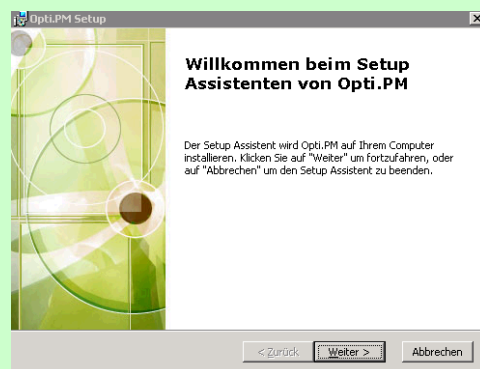 Opti.PM Setup
Willkommen beim Setup
Assistenten von Opti.PM
Der Setup Assistent wird Opti.PM auf Ihrem Computer
installieren. Klicken Sie auf "Weiter" um fortzufahren, oder
auf "Abbrechen" um den Setup Assistent zu beenden.
< Zurück Weiter > Abbrechen